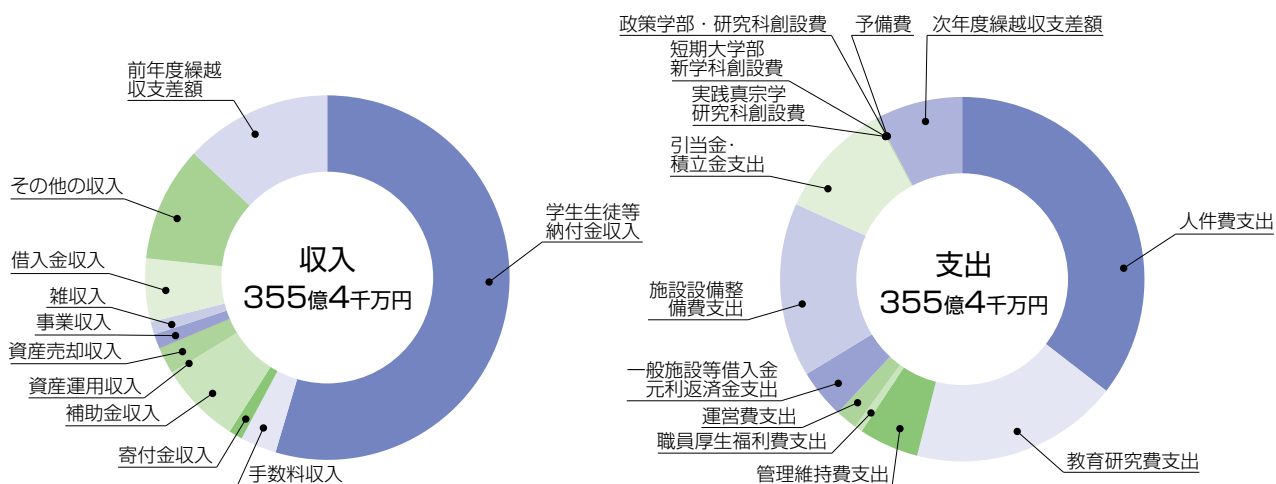 前年度繰越
収支差額
その他の収入
借入金収入
雑収入
事業収入
資産売却収入
資産運用収入
補助金収入
寄付金収入
手数料収入
学生生徒等
納付金収入
収入
355億4千万円
政策学部・研究科創設費
予備費
次年度繰越収支差額
短期大学部
新学科創設費
実践真宗学
研究科創設費
引当金・
積立金支出
施設設備整
備費支出
一般施設等借入金
元利返済金支出
運営費支出
職員厚生福利費支出
管理維持費支出
教育研究費支出
人件費支出
支出
355億4千万円